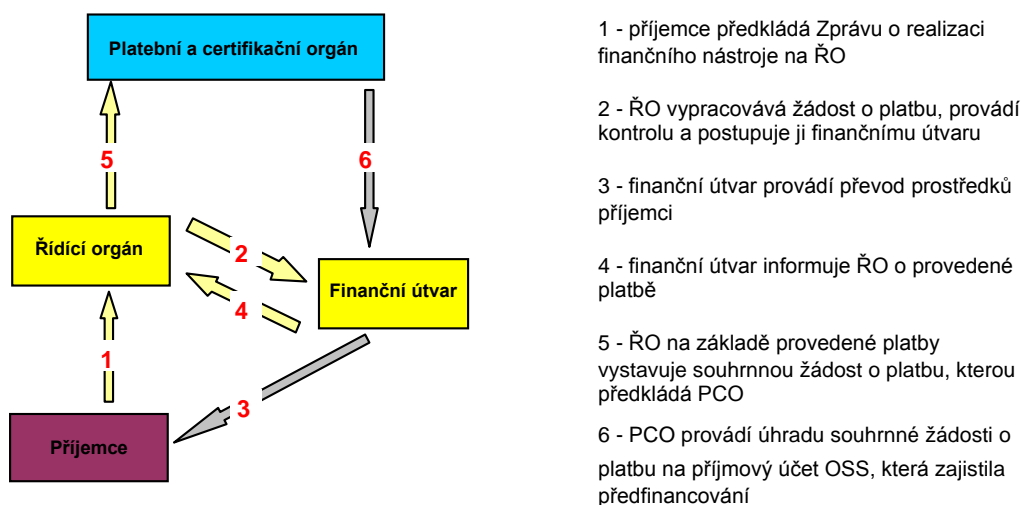 Platební a certifikační orgán
5
6
Řídící orgán
2
Finanční útvar
4
1
3
Příjemce
1 - příjemce předkládá Zprávu o realizaci
finančního nástroje na ŘO
2 - ŘO vypracovává žádost o platbu, provádí
kontrolu a postupuje ji finančnímu útvaru
3 - finanční útvar provádí převod prostředků
příjemci
4 - finanční útvar informuje ŘO o provedené
platbě
5 - ŘO na základě provedené platby
vystavuje souhrnnou žádost o platbu, kterou
předkládá PCO
6 - PCO provádí úhradu souhrnné žádosti o
platbu na příjmový účet OSS, která zajistila
předfinancování